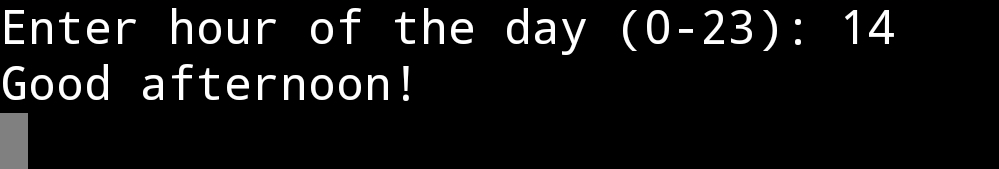 Enter hour of the day (0-23): 14
Good afternoon!